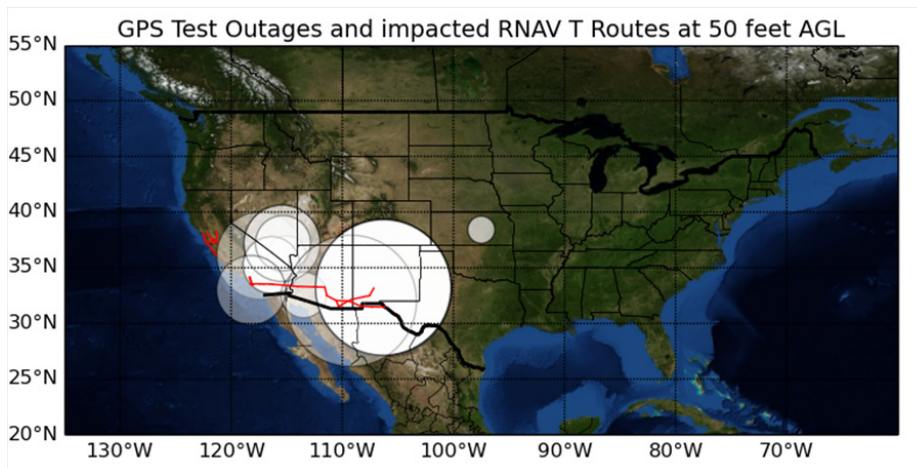 GPS Test Outages and impacted RNAV T Routes at 50 feet AGL
55°N
50°N
45°N
40°N
35°N
30°N
25°N
20°N
130°W 120°W 110°W 100°W 90°W 80°W 70°W